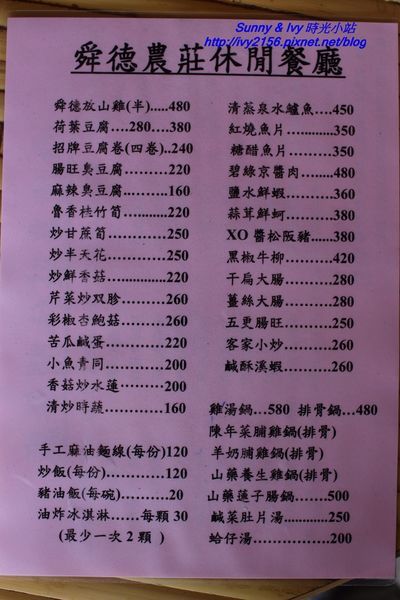 Sunny & Ivy 時光小站
http://ivy2156.pixnet.net/blog
舜德農莊休閒餐廳
舜德放山雞(半).....480
荷葉豆腐....280....380
招牌豆腐卷(四卷)..240
腸旺臭豆腐.........220
麻辣臭豆腐..........160
魯香桂竹筍...........220
炒甘蔗筍............250
炒半天花............250
炒鮮香菇..............220
芹菜炒双胗..........260
彩椒杏鮑菇.........260
苦瓜鹹蛋............220
小魚青同............200
香菇炒水蓮.........200
清炒時蔬............160
手工麻油麵線(每份)120
炒飯(每份)............120
豬油飯(每碗).........20
油炸冰淇淋......每顆 30
(最少一次 2 顆 )
清蒸泉水鱸魚...450
紅燒魚片............350
糖醋魚片............350
碧綠京醬肉.........480
鹽水鮮蝦............360
蒜茸鮮蚵............380
XO 醬松阪豬......380
黑椒牛柳............420
干扁大腸............280
薑絲大腸............280
五更腸旺............250
客家小炒............260
鹹酥溪蝦............260
雞湯鍋...580 排骨鍋...480
陳年菜脯雞鍋(排骨)
羊奶脯雞鍋(排骨)
山藥養生雞鍋(排骨)
山藥蓮子腸鍋......500
鹹菜肚片湯.........250
蛤仔湯...............200